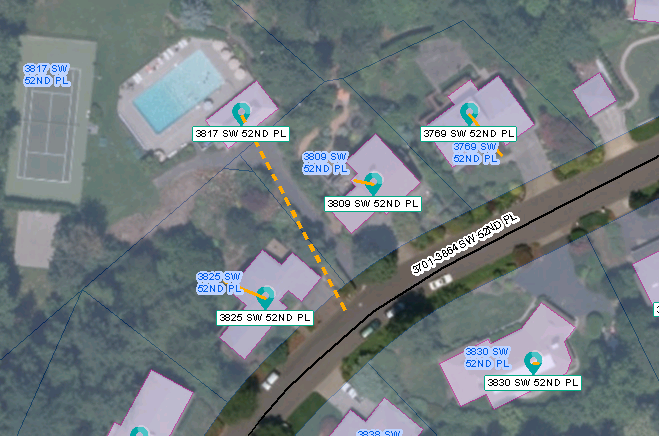 3817 SW
52ND PL
3817 SW 52ND PL
3769 SW 52ND PL
3769 SW
52ND PL
3809 SW
52ND PL
3809 SW 52ND PL
3701-3864 SW 52ND PL
3825 SW
52ND PL
3825 SW 52ND PL
3830 SW
52ND PL
3830 SW 52ND PL
3838 SW